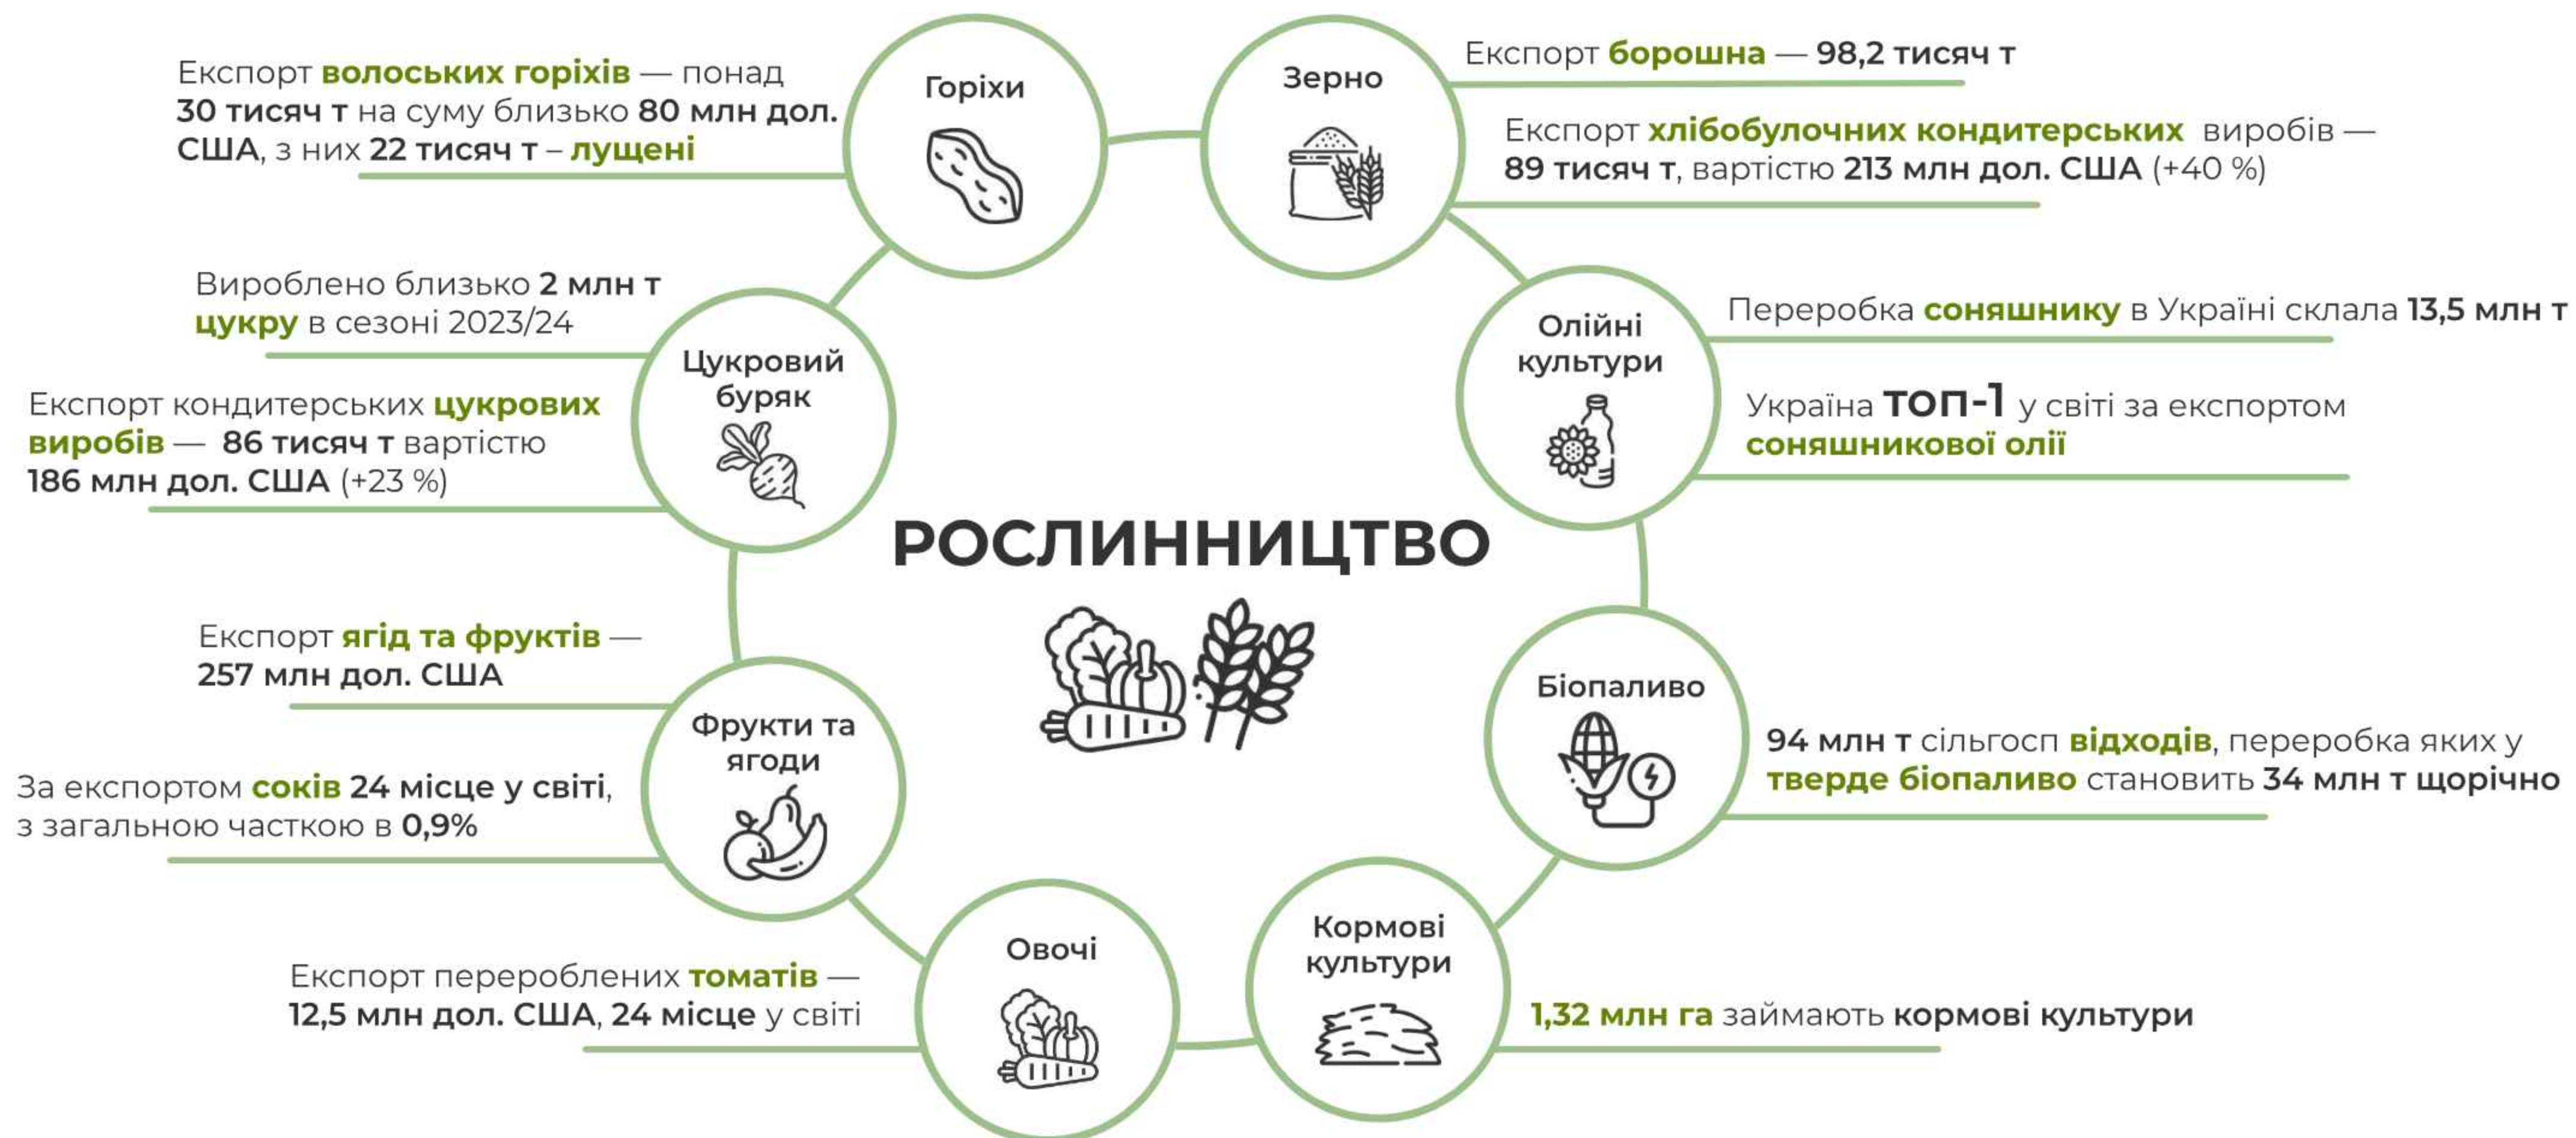 Експорт волоських горіхів — понад
30 тисяч т на суму близько 80 млн дол.
США, з них 22 тисяч т – лущені
Горіхи
Зерно
Експорт борошна — 98,2 тисяч т
Експорт хлібобулочних кондитерських виробів —
89 тисяч т, вартістю 213 млн дол. США (+40 %)
Вироблено близько 2 млн т
цукру в сезоні 2023/24
Експорт кондитерських цукрових
виробів — 86 тисяч т вартістю
186 млн дол. США (+23 %)
Цукровий
буряк
Олійні
культури
Переробка соняшнику в Україні склала 13,5 млн т
Україна ТОП-1 у світі за експортом
соняшникової олії
РОСЛИННИЦТВО
Експорт ягід та фруктів —
257 млн дол. США
За експортом соків 24 місце у світі,
з загальною часткою в 0,9%
Фрукти та
ягоди
Біопаливо
94 млн т сільгосп відходів, переробка яких у
тверде біопаливо становить 34 млн т щорічно
Експорт перероблених томатів —
12,5 млн дол. США, 24 місце у світі
Овочі
Кормові
культури
1,32 млн га займають кормові культури